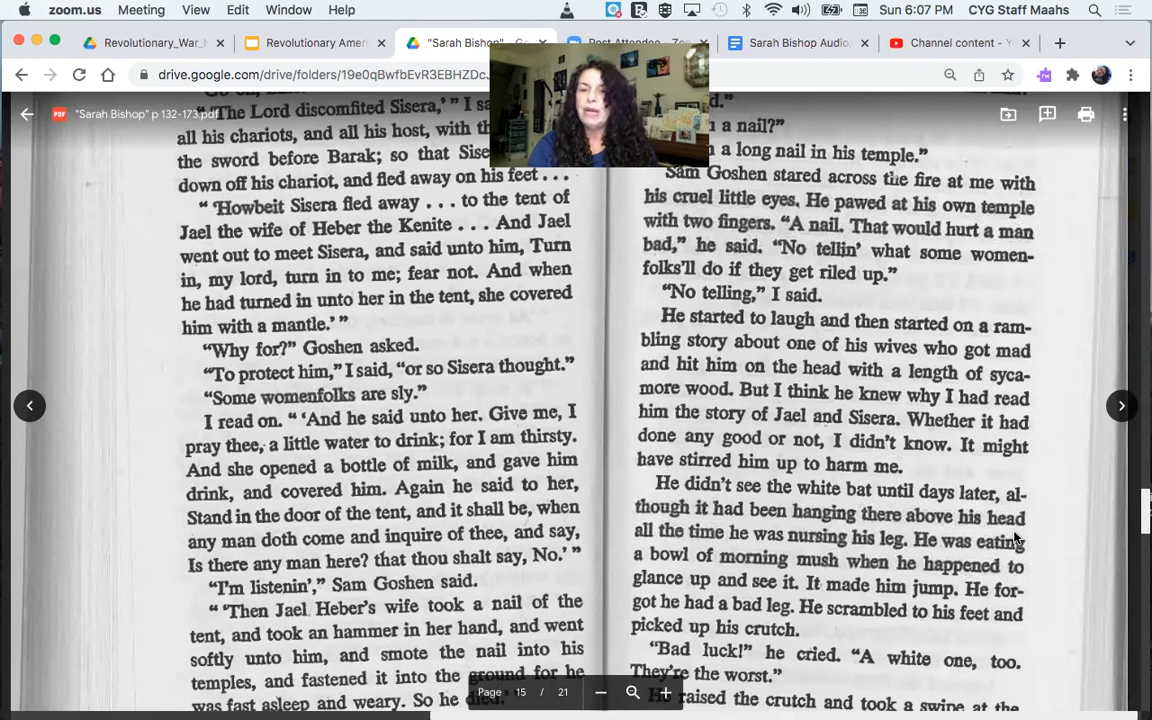 zoom.us Meeting View Edit Window Help
Sun 6:07 PM CYG Staff Maahs
Revolutionary_War_
Revolutionary Ameri
"Sarah Bishop"
Sarah Bishop Audio,
Channel content - Y
drive.google.com/drive/folders/19e0qBwfbEvR3EBHZDcJ
"Sarah Bishop" p 132-173.pdf
" 'The Lord discomfited Sisera,' " I sa
all his chariots, and all his host, with th
the sword before Barak; so that Sise
down off his chariot, and fled away on his feet . . .
" 'Howbeit Sisera fled away . . . to the tent of
Jael the wife of Heber the Kenite . . . And Jael
went out to meet Sisera, and said unto him, Turn
in, my lord, turn in to me; fear not. And when
he had turned in unto her in the tent, she covered
him with a mantle.' "
"Why for?" Goshen asked.
"To protect him," I said, "or so Sisera thought."
"Some womenfolks are sly."
I read on. " 'And he said unto her. Give me, I
pray thee, a little water to drink; for I am thirsty.
And she opened a bottle of milk, and gave him
drink, and covered him. Again he said to her,
Stand in the door of the tent, and it shall be, when
any man doth come and inquire of thee, and say,
Is there any man here? that thou shalt say, No.' "
"I'm listenin'," Sam Goshen said.
" 'Then Jael Heber's wife took a nail of the
tent, and took an hammer in her hand, and went
softly unto him, and smote the nail into his
temples, and fastened it into the ground for he
was fast asleep and weary. So he died.'
d."
h a nail?"
a long nail in his temple."
Sam Goshen stared across the fire at me with
his cruel little eyes. He pawed at his own temple
with two fingers. "A nail. That would hurt a man
bad," he said. "No tellin' what some women-
folks'll do if they get riled up."
"No telling," I said.
He started to laugh and then started on a ram-
bling story about one of his wives who got mad
and hit him on the head with a length of syca-
more wood. But I think he knew why I had read
him the story of Jael and Sisera. Whether it had
done any good or not, I didn't know. It might
have stirred him up to harm me.
He didn't see the white bat until days later, al-
though it had been hanging there above his head
all the time he was nursing his leg. He was eating
a bowl of morning mush when he happened to
glance up and see it. It made him jump. He for-
got he had a bad leg. He scrambled to his feet and
picked up his crutch.
"Bad luck!" he cried. "A white one, too.
They're the worst."
He raised the crutch and took a swipe at the
Page 15 / 21